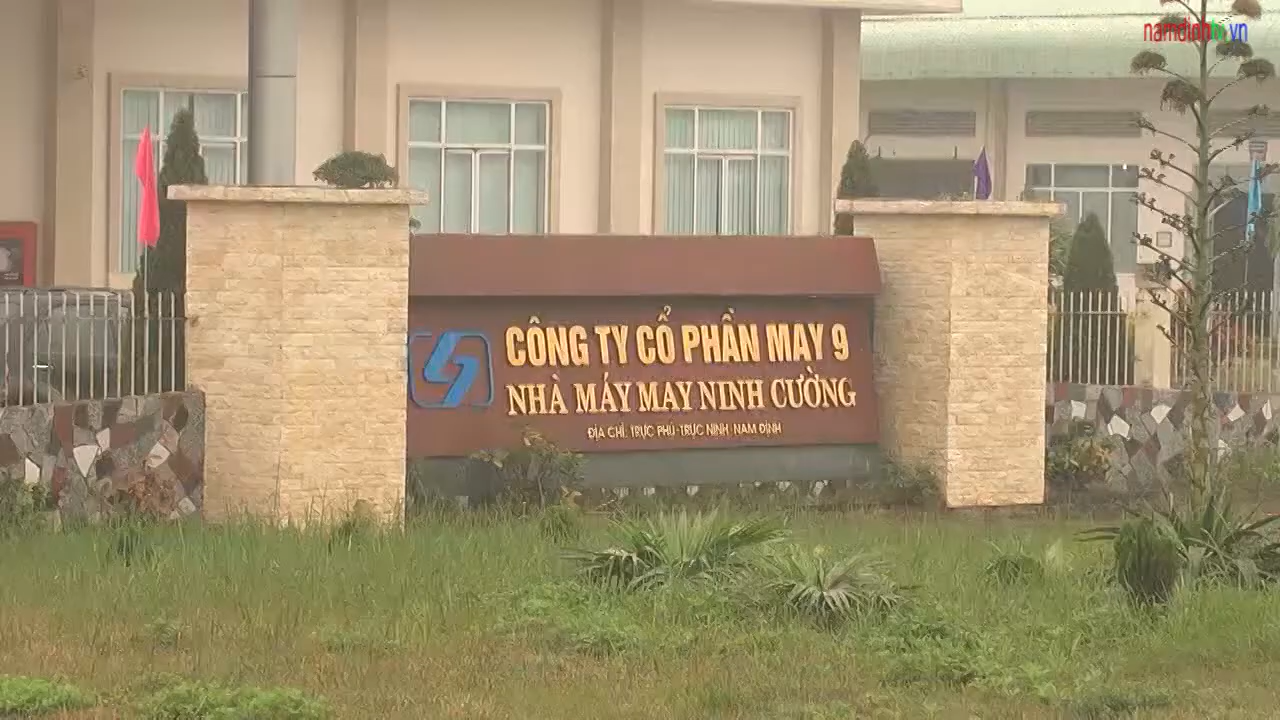 namdinhtv.vn
CÔNG TY CỔ PHẦN MAY 9
NHÀ MÁY MAY NINH CƯỜNG
ĐỊA CHỈ: TRỰC PHÚ-TRỰC NINH-NAM ĐỊNH